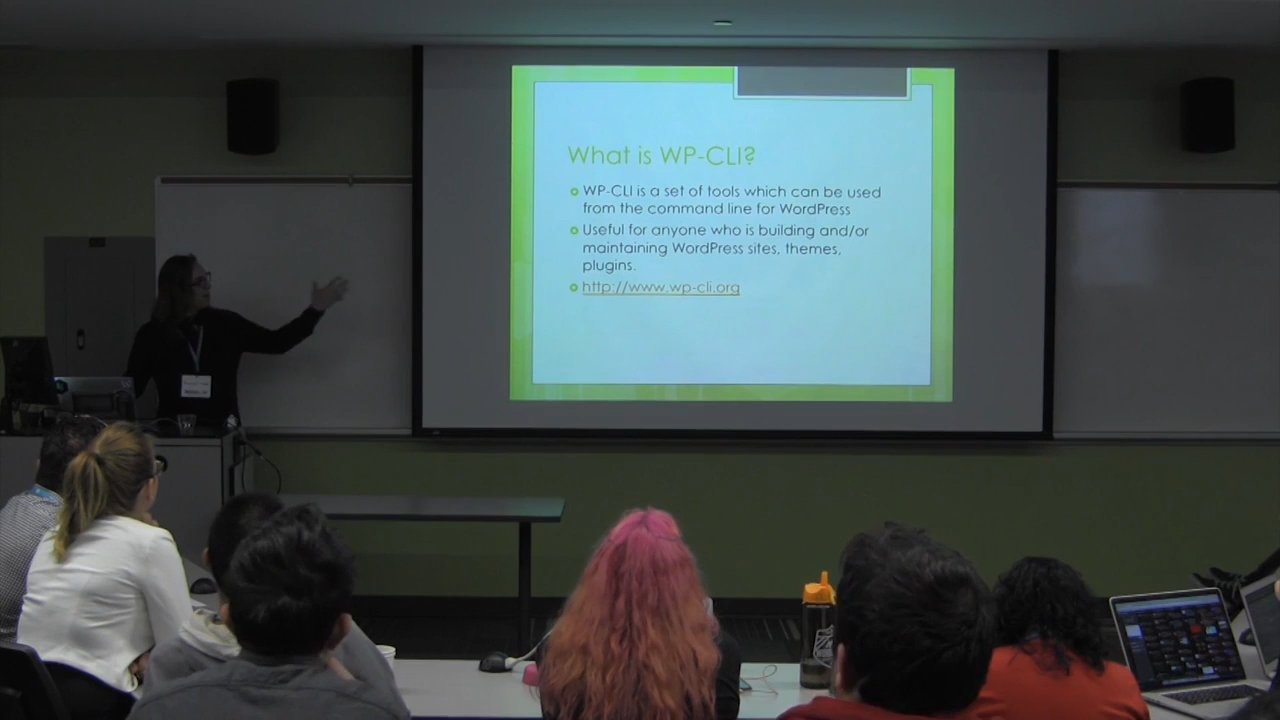 What is WP-CLI?
WP-CLI is a set of tools which can be used
from the command line for WordPress
Useful for anyone who is building and/or
maintaining WordPress sites, themes,
plugins.
http://www.wp-cli.org